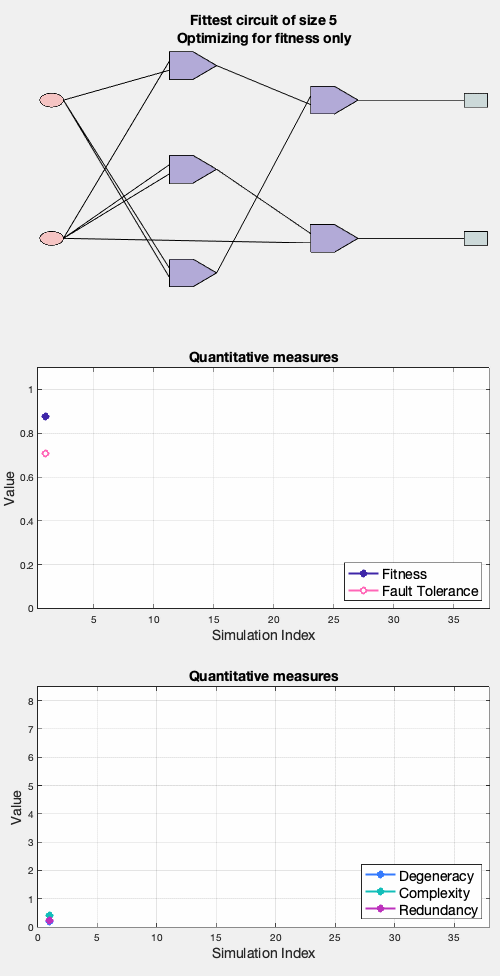 Fittest circuit of size 5
Optimizing for fitness only
Quantitative measures
1
0.8
0.6
0.4
0.2
0
Value
Fitness
Fault Tolerance
5 10 15 20 25 30 35
Simulation Index
Quantitative measures
8
7
6
5
4
3
2
1
0
Value
Degeneracy
Complexity
Redundancy
0 5 10 15 20 25 30 35
Simulation Index